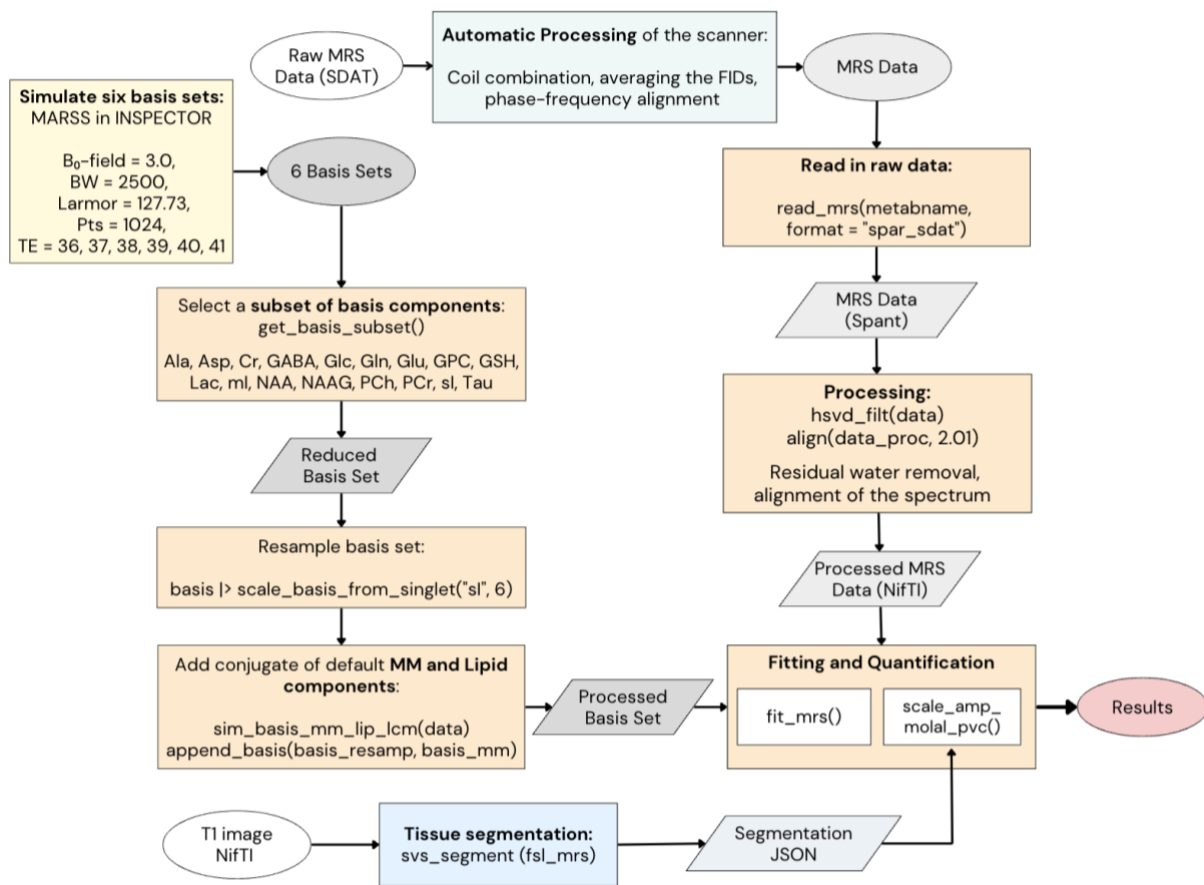 Raw MRS
Data (SDAT)
Automatic Processing of the scanner:
Coil combination, averaging the FIDs,
phase-frequency alignment
MRS Data
Simulate six basis sets:
MARSS in INSPECTOR
B₀-field = 3.0,
BW = 2500,
Larmor = 127.73,
Pts = 1024,
TE = 36, 37, 38, 39, 40, 41
6 Basis Sets
Read in raw data:
read_mrs(metabname,
format = "spar_sdat")
Select a subset of basis components:
get_basis_subset()
Ala, Asp, Cr, GABA, Glc, Gln, Glu, GPC, GSH,
Lac, mI, NAA, NAAG, PCh, PCr, sI, Tau
MRS Data
(Spant)
Processing:
hsvd_filt(data)
align(data_proc, 2.01)
Residual water removal,
alignment of the spectrum
Reduced
Basis Set
Resample basis set:
basis |> scale_basis_from_singlet("sI", 6)
Processed MRS
Data (NifTI)
Add conjugate of default MM and Lipid
components:
sim_basis_mm_lip_lcm(data)
append_basis(basis_resamp, basis_mm)
Processed
Basis Set
Fitting and Quantification
fit_mrs()
scale_amp_
molal_pvc()
Results
T1 image
NifTI
Tissue segmentation:
svs_segment (fsl_mrs)
Segmentation
JSON